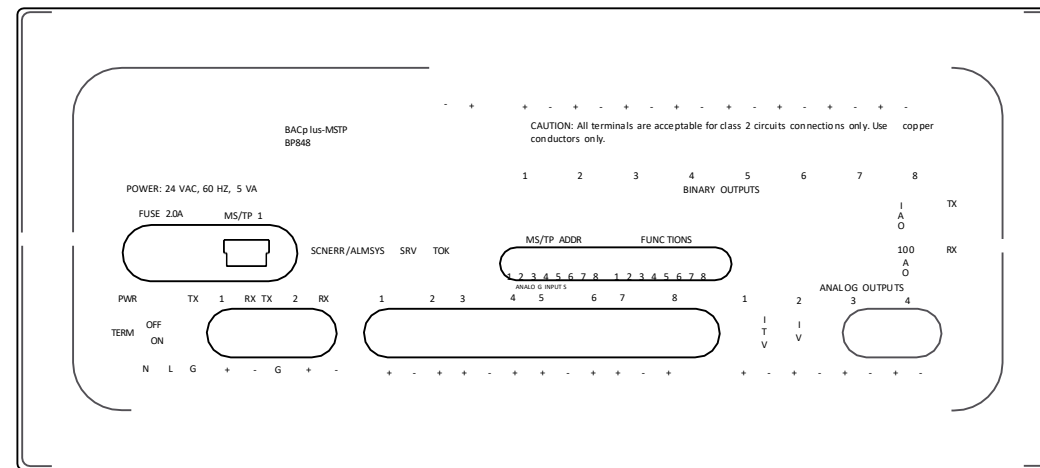 - + + - + - + - + - + - + - + - + -
BACplus-MSTP
BP848
CAUTION: All terminals are acceptable for class 2 circuits connections only. Use copper
conductors only.
1 2 3 4 5 6 7 8
BINARY OUTPUTS
POWER: 24 VAC, 60 HZ, 5 VA
FUSE 2.0A MS/TP 1
I
A
O
TX
MS/TP ADDR FUNCTIONS
SCNERR/ALMSYS SRV TOK
100
A
O
RX
1 2 3 4 5 6 7 8 1 2 3 4 5 6 7 8
ANALOG INPUTS
ANALOG OUTPUTS
PWR TX 1 RX TX 2 RX 1 2 3 4 5 6 7 8 1 2 3 4
TERM OFF
ON
I
T
V
I
V
N L G + - G + - + - + + - + + - + + - + + - + - + - + -